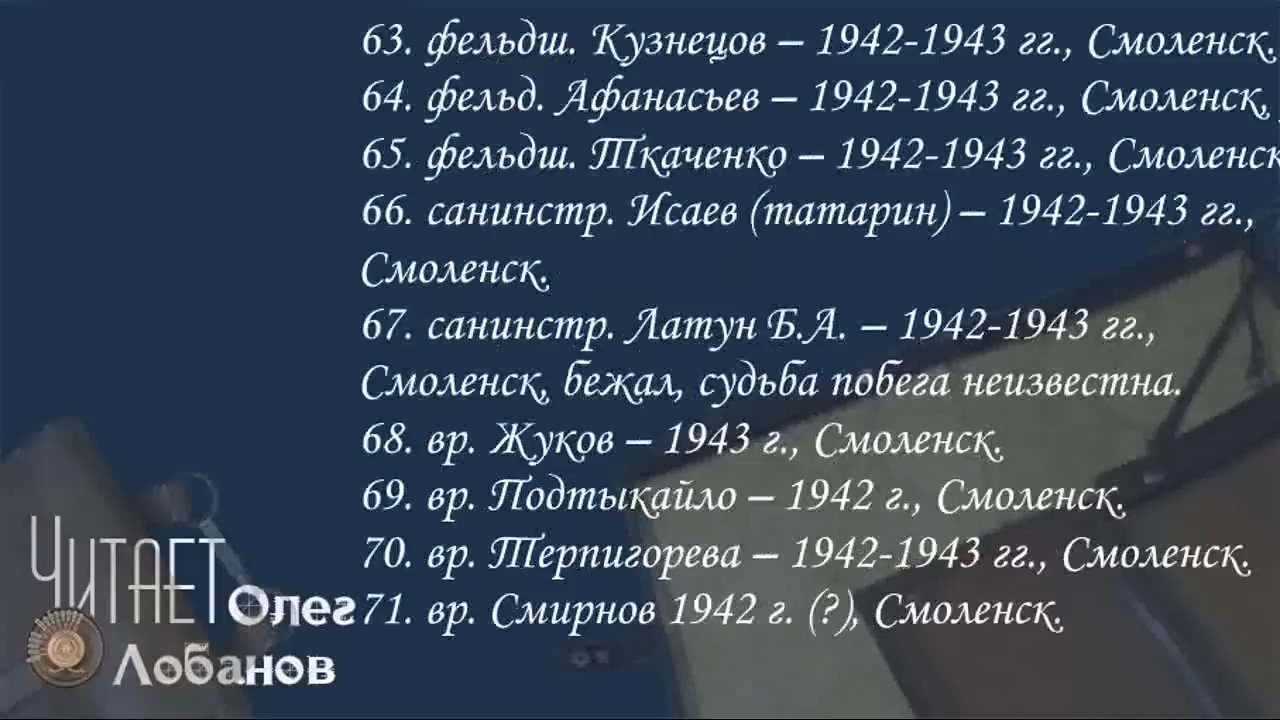 63. фельдш. Кузнецов – 1942-1943 гг., Смоленск.
64. фельд. Афанасьев – 1942-1943 гг., Смоленск,
65. фельдш. Ткаченко – 1942-1943 гг., Смоленск
66. санинстр. Исаев (татарин) – 1942-1943 гг.,
Смоленск.
67. санинстр. Латун Б.А. – 1942-1943 гг.,
Смоленск, бежал, судьба побега неизвестна.
68. вр. Жуков – 1943 г., Смоленск.
69. вр. Подтыкайло – 1942 г., Смоленск.
70. вр. Терпигорева – 1942-1943 гг., Смоленск.
71. вр. Смирнов 1942 г. (?), Смоленск.
Читает
Олег
Лобанов